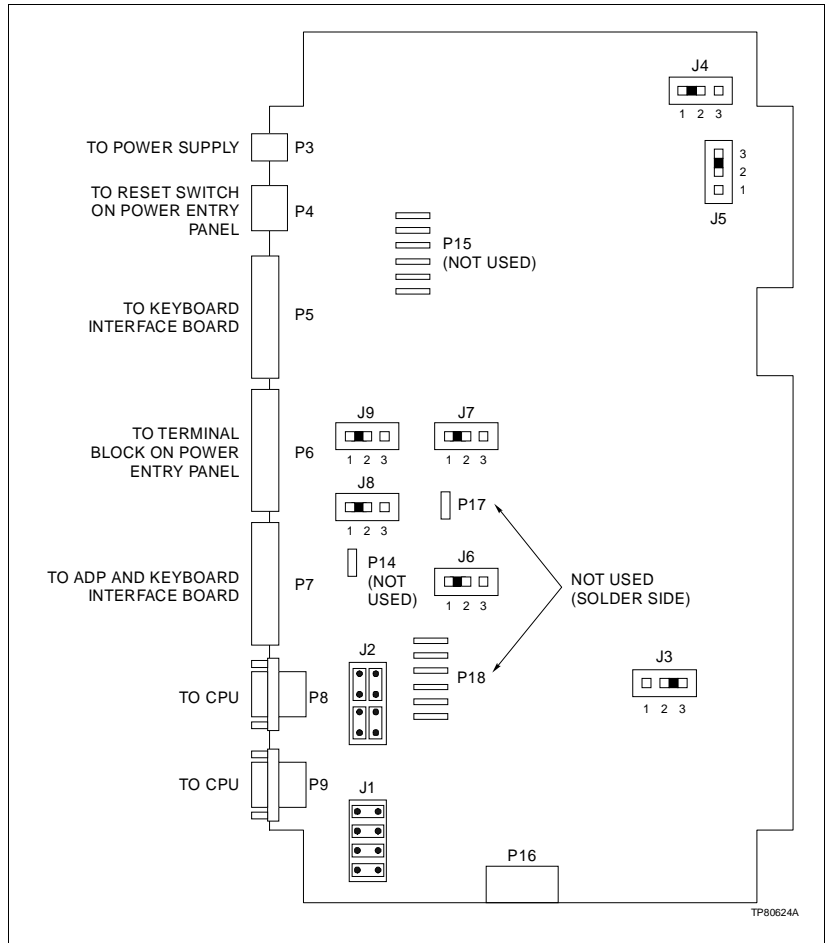 J4
1 2 3
3
2
1
J5
TO POWER SUPPLY
P3
TO RESET SWITCH
ON POWER ENTRY
PANEL
P4
P15
(NOT USED)
TO KEYBOARD
INTERFACE BOARD
P5
J9
1 2 3
J7
1 2 3
TO TERMINAL
BLOCK ON POWER
ENTRY PANEL
P6
J8
1 2 3
P17
P14
(NOT
USED)
J6
1 2 3
NOT USED
(SOLDER SIDE)
TO ADP AND KEYBOARD
INTERFACE BOARD
P7
J2
P18
J3
1 2 3
TO CPU
P8
TO CPU
P9
J1
P16
TP80624A